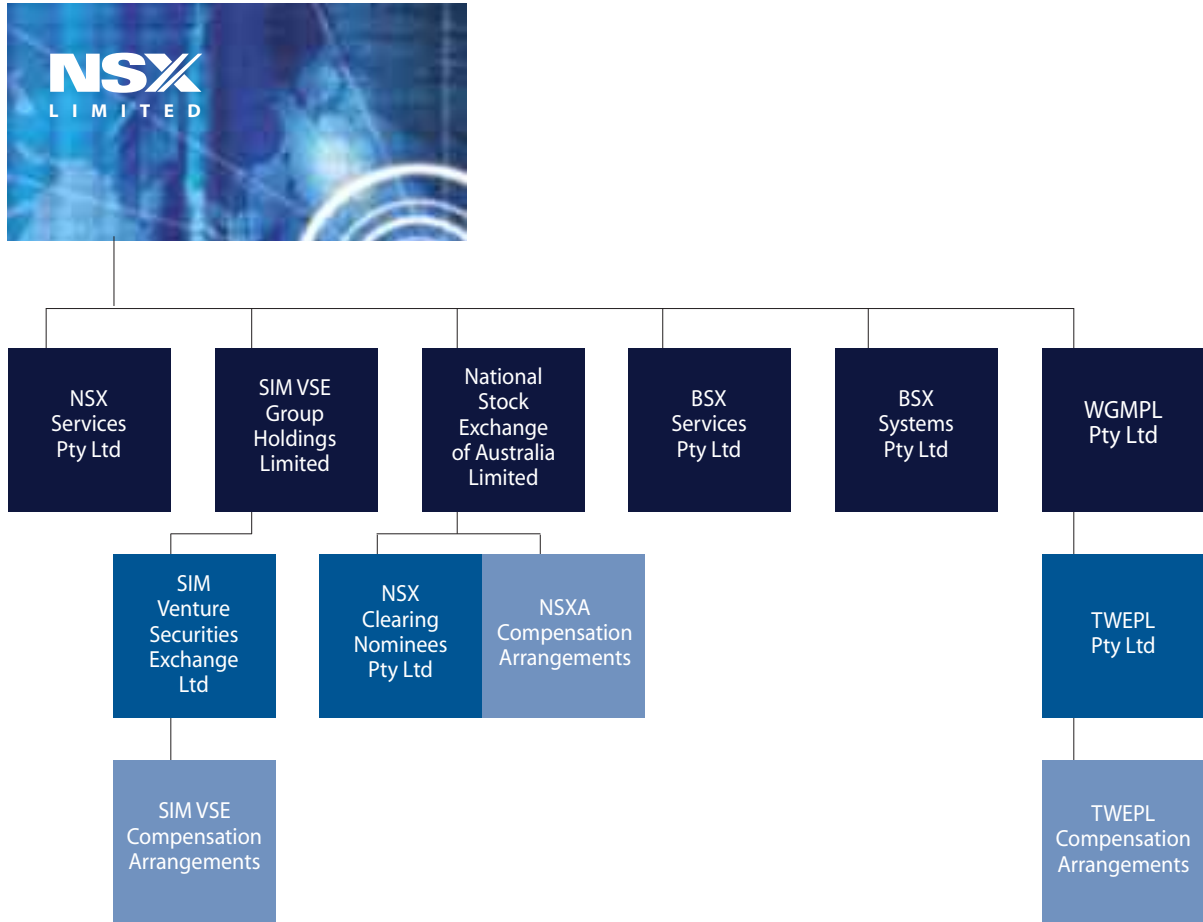 NSX
LIMITED
NSX
Services
Pty Ltd
SIM VSE
Group
Holdings
Limited
National
Stock
Exchange
of Australia
Limited
BSX
Services
Pty Ltd
BSX
Systems
Pty Ltd
WGMPL
Pty Ltd
SIM
Venture
Securities
Exchange
Ltd
NSX
Clearing
Nominees
Pty Ltd
NSXA
Compensation
Arrangements
TWEPL
Pty Ltd
SIM VSE
Compensation
Arrangements
TWEPL
Compensation
Arrangements